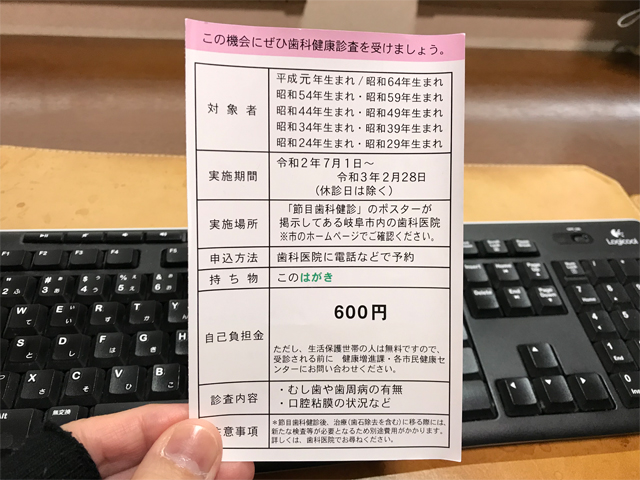 この機会にぜひ歯科健康診査を受けましょう。
対象者
平成元年生まれ/昭和64年生まれ
昭和54年生まれ・昭和59年生まれ
昭和44年生まれ・昭和49年生まれ
昭和34年生まれ・昭和39年生まれ
昭和24年生まれ・昭和29年生まれ
実施期間
令和2年7月1日~
令和3年2月28日
(休診日は除く)
実施場所
「節目歯科健診」のポスターが
掲示してある岐阜市内の歯科医院
※市のホームページでご確認ください。
申込方法
歯科医院に電話などで予約
持ち物
このはがき
自己負担金
600円
ただし、生活保護世帯の人は無料ですので、
受診される前に 健康増進課・各市民健康セ
ンターにお問い合わせください。
診査内容
・むし歯や歯周病の有無
・口腔粘膜の状況など
注意事項
*節目歯科健診後、治療(歯石除去を含む)に移る際には、
新たな検査等が必要となるため別途費用がかかります。
詳しくは、歯科医院でお尋ねください。
Logicool